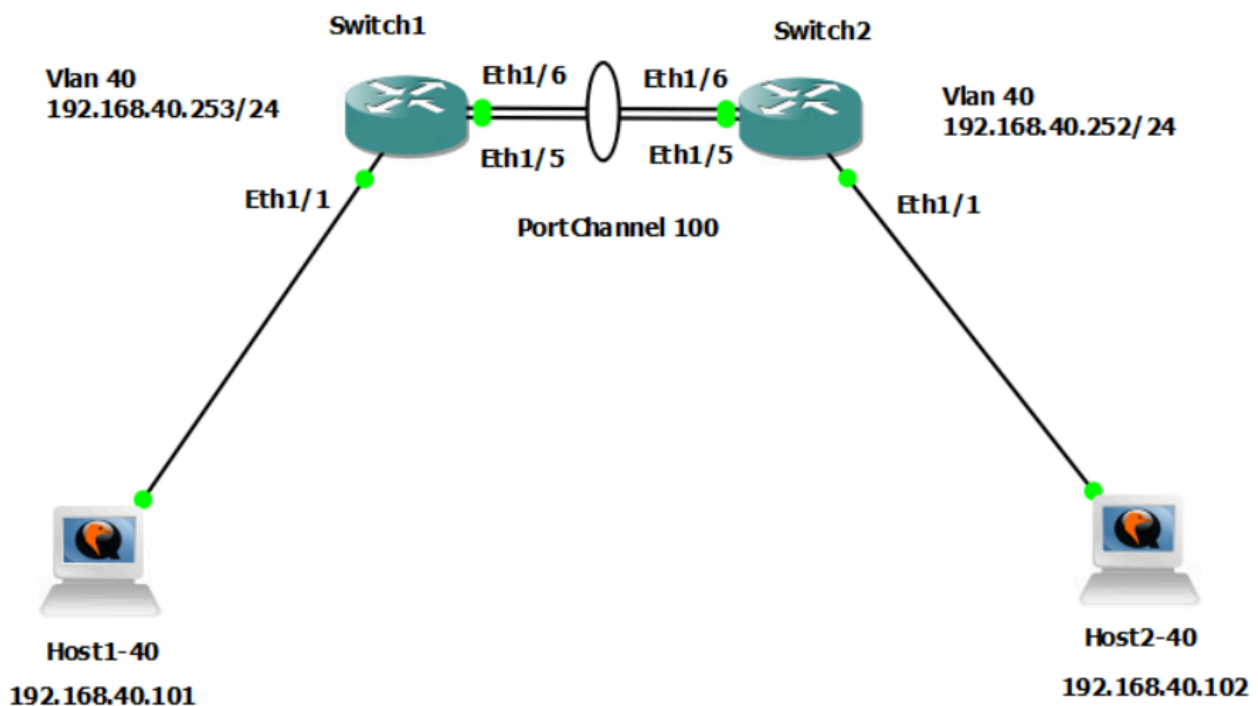 Switch1
Switch2
Vlan 40
192.168.40.253/24
Eth1/6
Eth1/6
Vlan 40
192.168.40.252/24
Eth1/5
Eth1/5
Eth1/1
Eth1/1
PortChannel 100
Host1-40
192.168.40.101
Host2-40
192.168.40.102